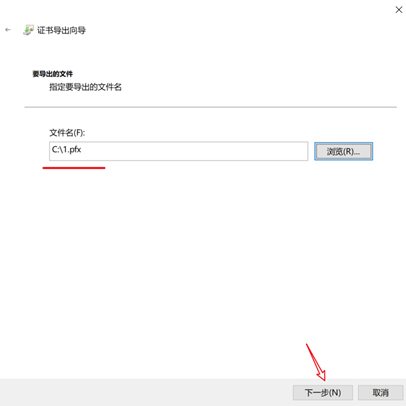 证书导出向导
要导出的文件
指定要导出的文件名
文件名(F):
C:\1.pfx
浏览(R)...
下一步(N)
取消